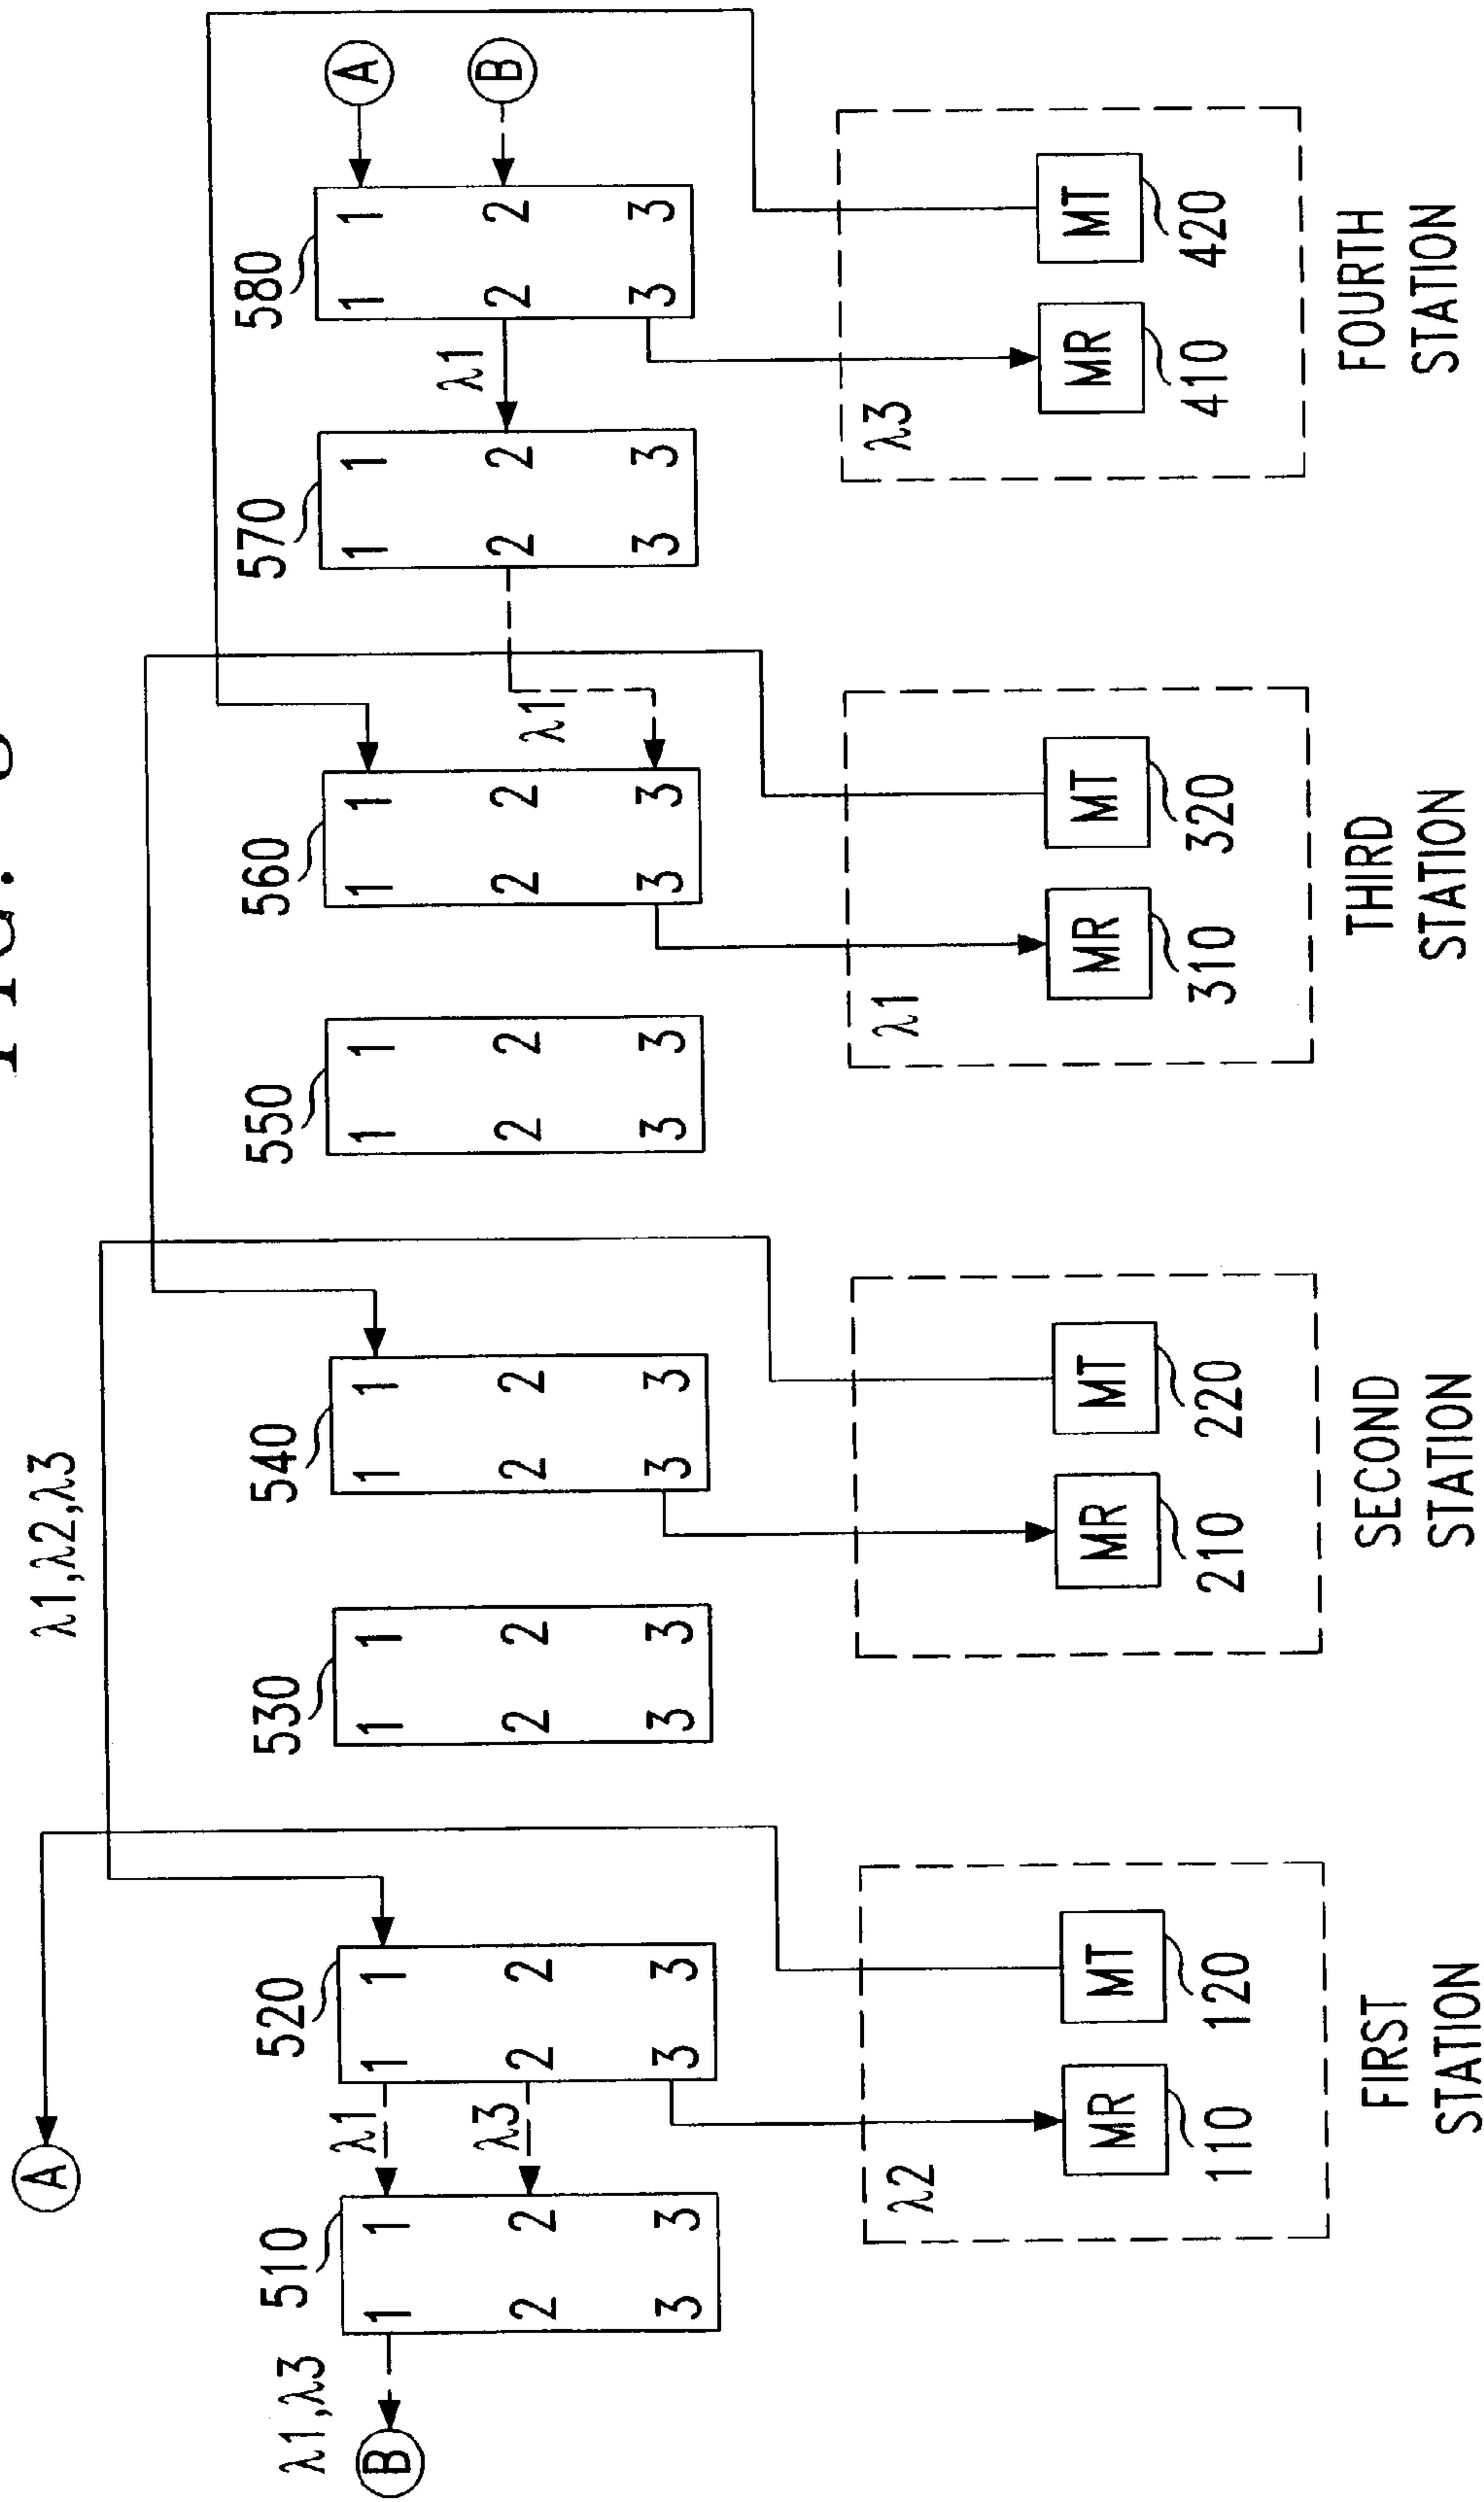 A
λ1,λ2,λ3
510
520
530
540
550
560
570
580
λ1,λ3
B
λ1
λ3
λ1
λ1
A
B
1 1
2 2
3 3
1 1
2 2
3 3
1 1
2 2
3 3
1 1
2 2
3 3
1 1
2 2
3 3
1 1
2 2
3 3
1 1
2 2
3 3
1 1
2 2
3 3
λ2
MR
MT
110
120
FIRST
STATION
MR
MT
210
220
SECOND
STATION
λ1
MR
MT
310
320
THIRD
STATION
λ3
MR
MT
410
420
FOURTH
STATION